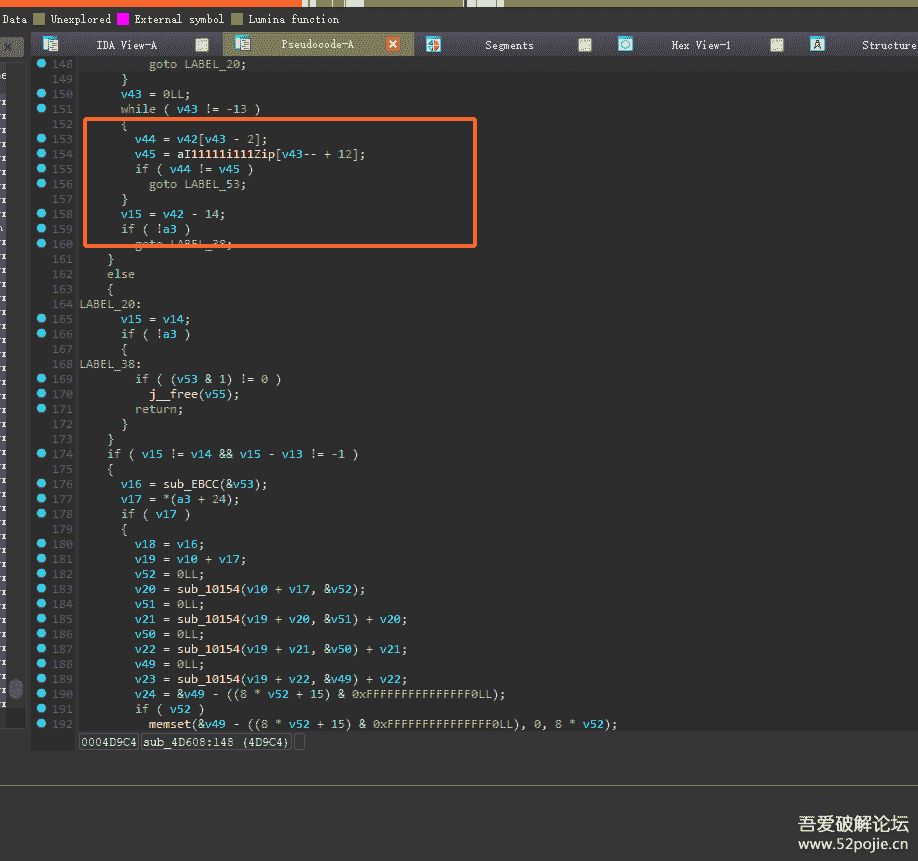 Data Unexplored External symbol Lumina function
IDA View-A Pseudocode-A Segments Hex View-1 Structure
148 goto LABEL_20;
149 }
150 v43 = 0LL;
151 while ( v43 != -13 )
152 {
153 v44 = v42[v43 - 2];
154 v45 = aI11111i111Zip[v43-- + 12];
155 if ( v44 != v45 )
156 goto LABEL_53;
157 }
158 v15 = v42 - 14;
159 if ( !a3 )
160 goto LABEL_38;
161 }
162 else
163 {
164 LABEL_20:
165 v15 = v14;
166 if ( !a3 )
167 {
168 LABEL_38:
169 if ( (v53 & 1) != 0 )
170 j__free(v55);
171 return;
172 }
173 }
174 if ( v15 != v14 && v15 - v13 != -1 )
175 {
176 v16 = sub_EBCC(&v53);
177 v17 = *(a3 + 24);
178 if ( v17 )
179 {
180 v18 = v16;
181 v19 = v10 + v17;
182 v52 = 0LL;
183 v20 = sub_10154(v10 + v17, &v52);
184 v51 = 0LL;
185 v21 = sub_10154(v19 + v20, &v51) + v20;
186 v50 = 0LL;
187 v22 = sub_10154(v19 + v21, &v50) + v21;
188 v49 = 0LL;
189 v23 = sub_10154(v19 + v22, &v49) + v22;
190 v24 = &v49 - ((8 * v52 + 15) & 0xFFFFFFFFFFFFFFF0LL);
191 if ( v52 )
192 memset(&v49 - ((8 * v52 + 15) & 0xFFFFFFFFFFFFFFF0LL), 0, 8 * v52);
0004D9C4 sub_4D608:148 (4D9C4)
吾爱破解论坛
www.52pojie.cn